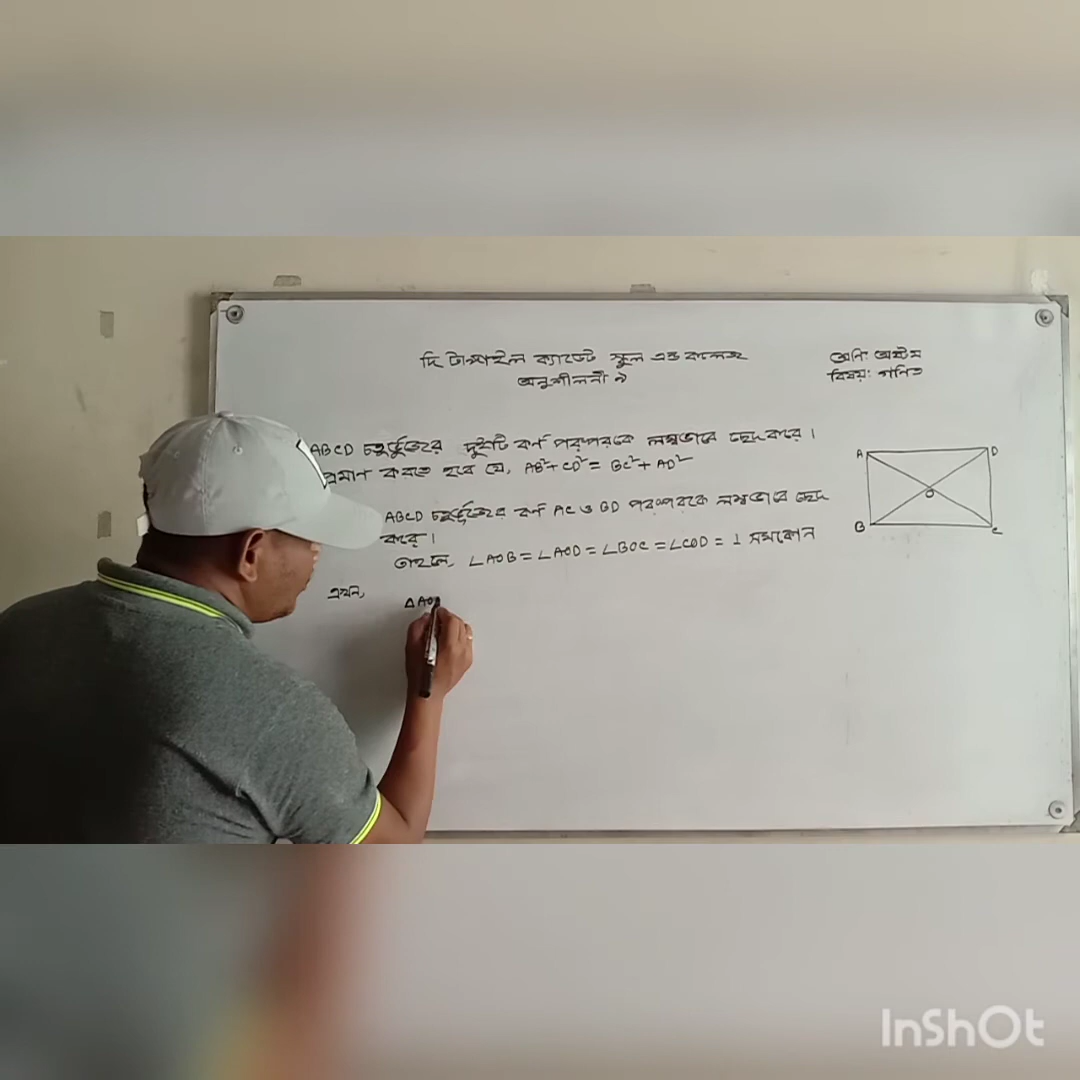 দি টাঙ্গাইল ক্যাডেট স্কুল এন্ড কলেজ
অনুশীলনী ৯
শ্রেণি: অষ্টম
বিষয়: গণিত
ABCD চতুর্ভুজের দুইটি কর্ণ পরস্পরকে লম্বভাবে ছেদ করে।
প্রমাণ করতে হবে যে, AB²+CD² = BC²+AD²
ABCD চতুর্ভুজের কর্ণ AC ও BD পরস্পরকে লম্বভাবে ছেদ
করে।
তাহলে, ∠AOB = ∠AOD = ∠BOC = ∠COD = 1 সমকোন
এখন, △AO
A D
O
B C
InShOt